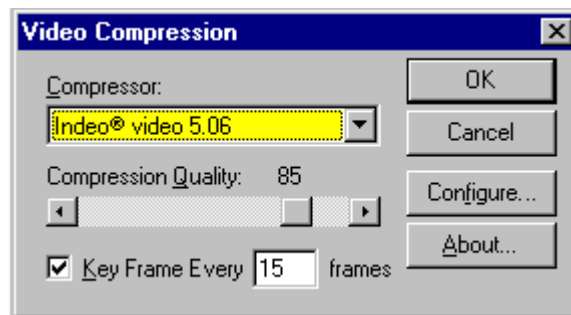 Video Compression
Compressor:
Indeo® video 5.06
Compression Quality: 85
Key Frame Every 15 frames
OK
Cancel
Configure...
About...